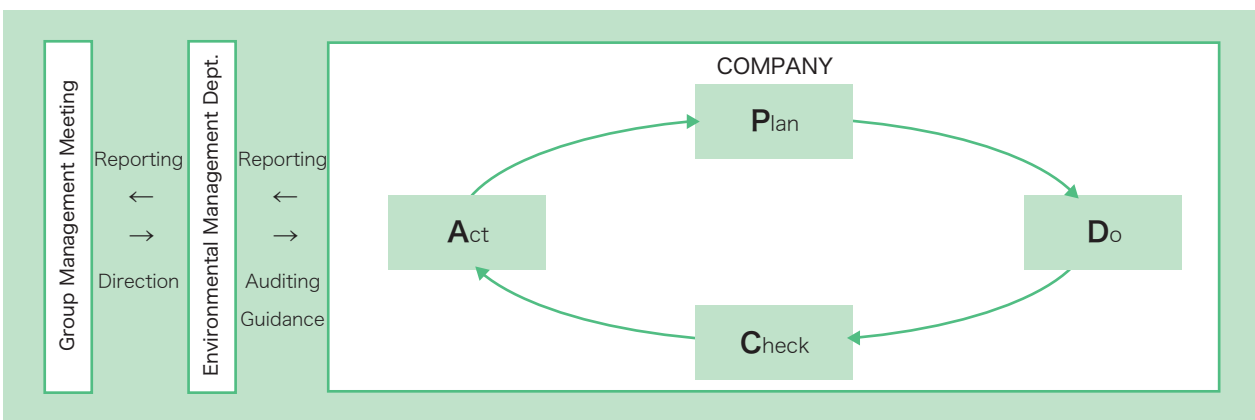 Group Management Meeting
Reporting
←
→
Direction
Environmental Management Dept.
Reporting
←
→
Auditing
Guidance
COMPANY
Plan
Do
Check
Act